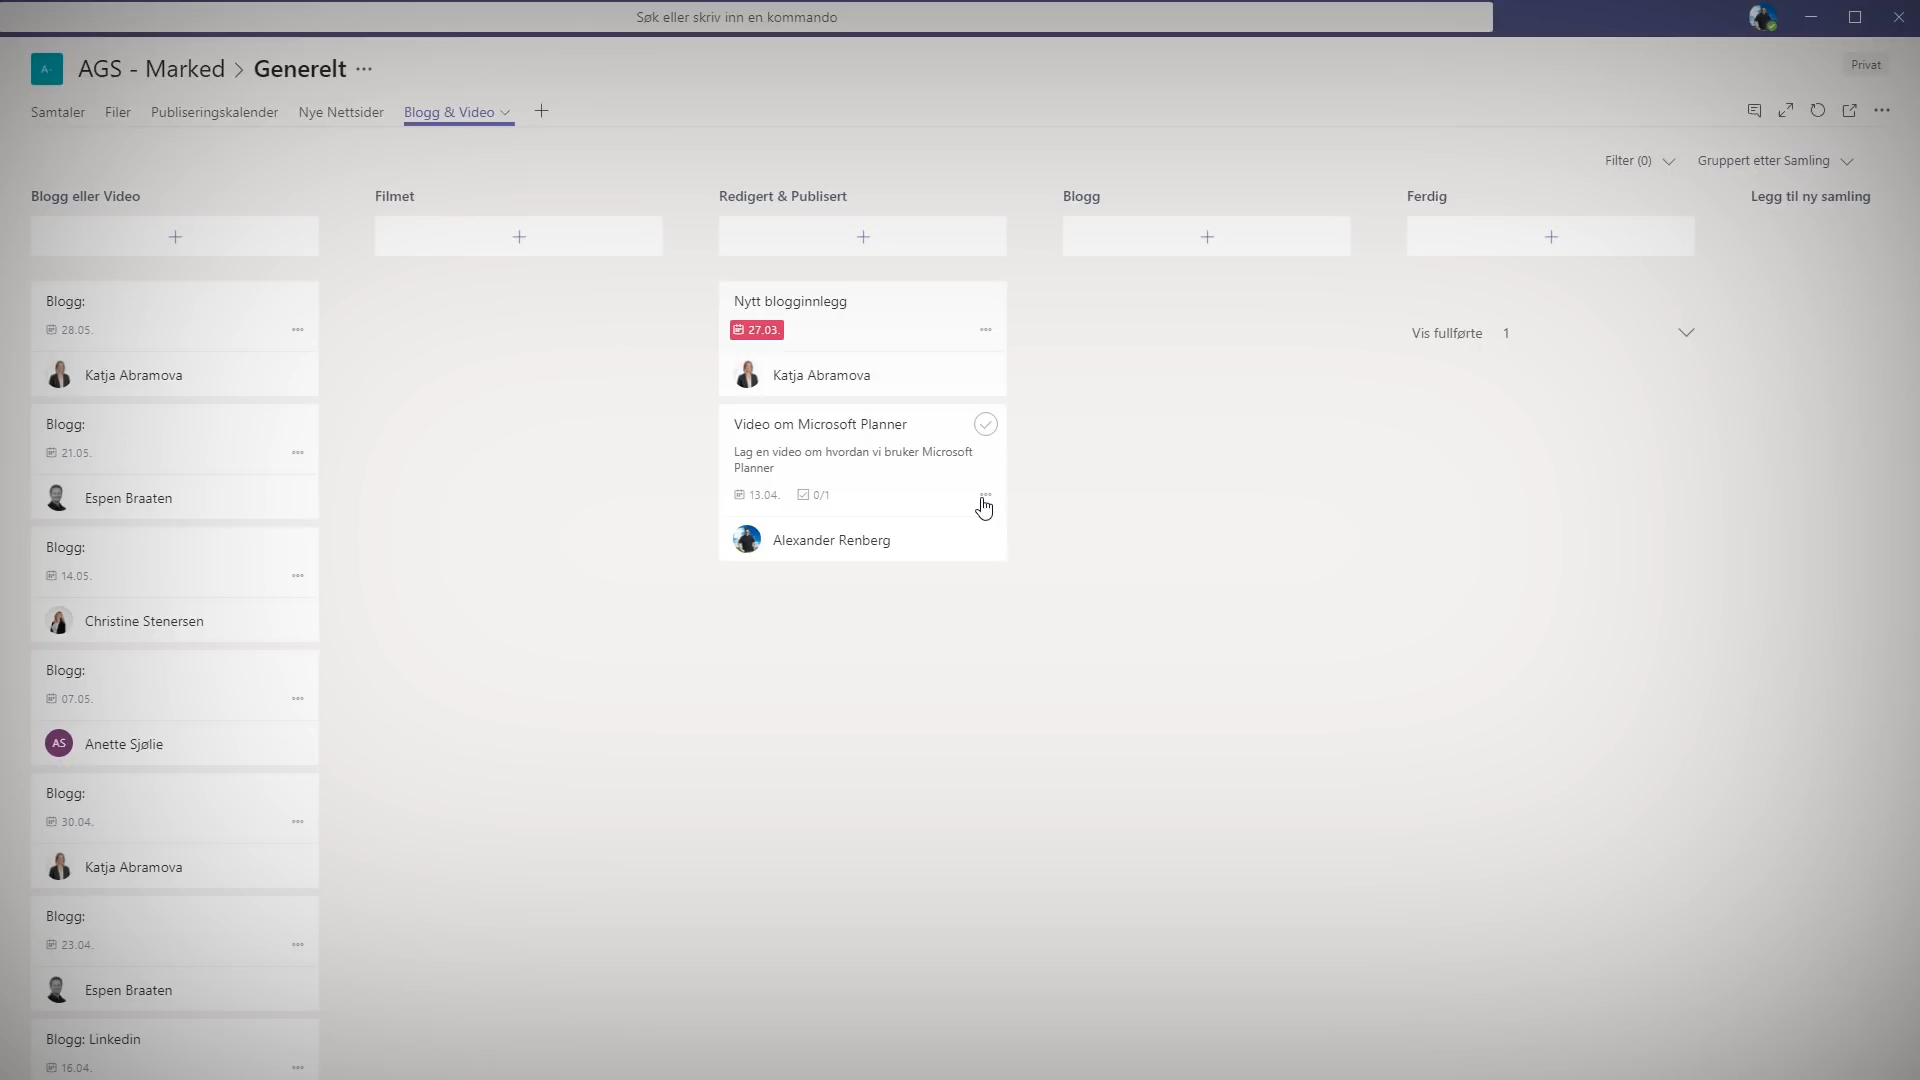 Søk eller skriv inn en kommando
A-
AGS - Marked > Generelt ...
Privat
Samtaler Filer Publiseringskalender Nye Nettsider Blogg & Video
Filter (0) Gruppert etter Samling
Blogg eller Video
Blogg:
28.05.
Katja Abramova
Blogg:
21.05.
Espen Braaten
Blogg:
14.05.
Christine Stenersen
Blogg:
07.05.
AS Anette Sjølie
Blogg:
30.04.
Katja Abramova
Blogg:
23.04.
Espen Braaten
Blogg: Linkedin
16.04.
Filmet
Redigert & Publisert
Nytt blogginnlegg
27.03.
Katja Abramova
Video om Microsoft Planner
Lag en video om hvordan vi bruker Microsoft
Planner
13.04. 0/1
Alexander Renberg
Blogg
Ferdig
Vis fullførte 1
Legg til ny samling